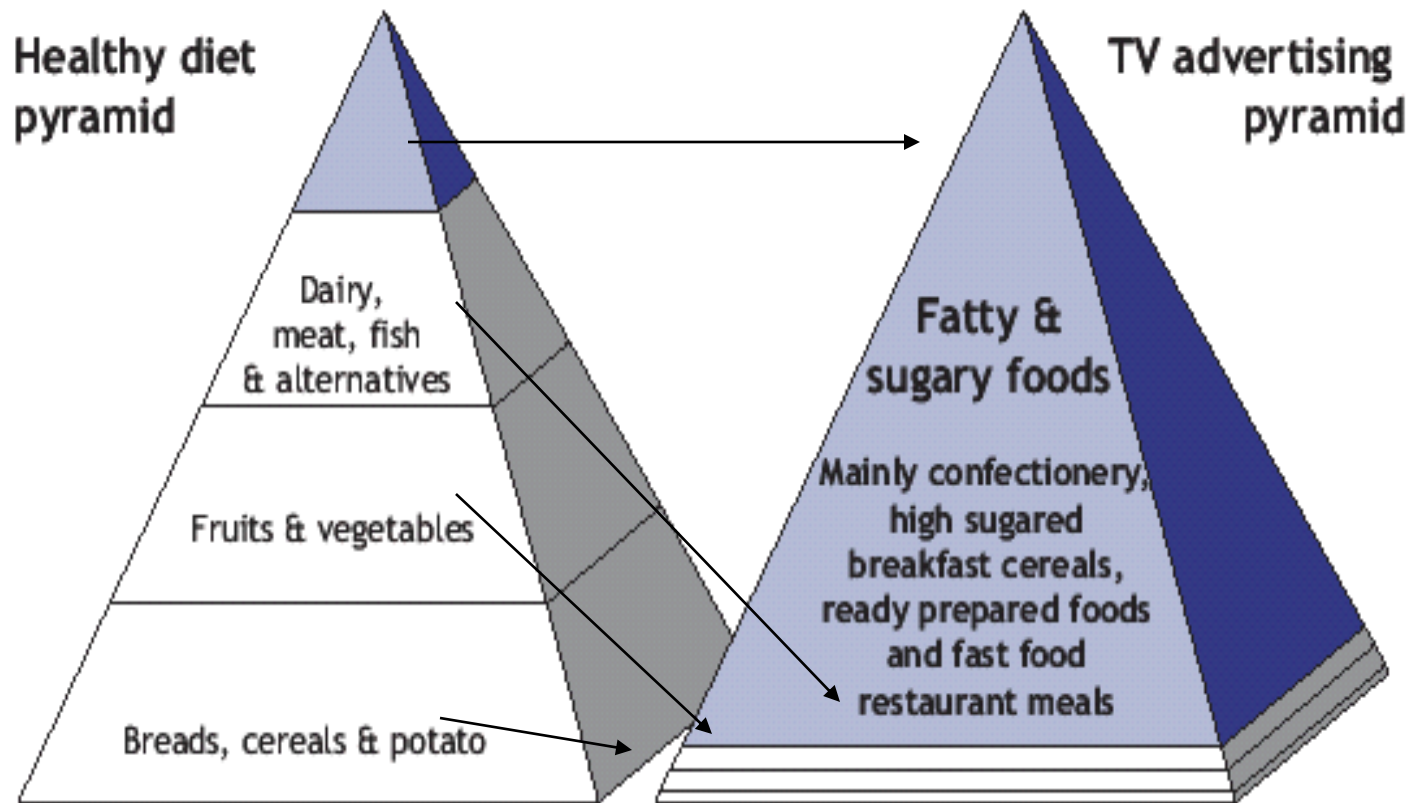 Healthy diet
pyramid
TV advertising
pyramid
Dairy,
meat, fish
& alternatives
Fruits & vegetables
Breads, cereals & potato
Fatty &
sugary foods
Mainly confectionery,
high sugared
breakfast cereals,
ready prepared foods
and fast food
restaurant meals